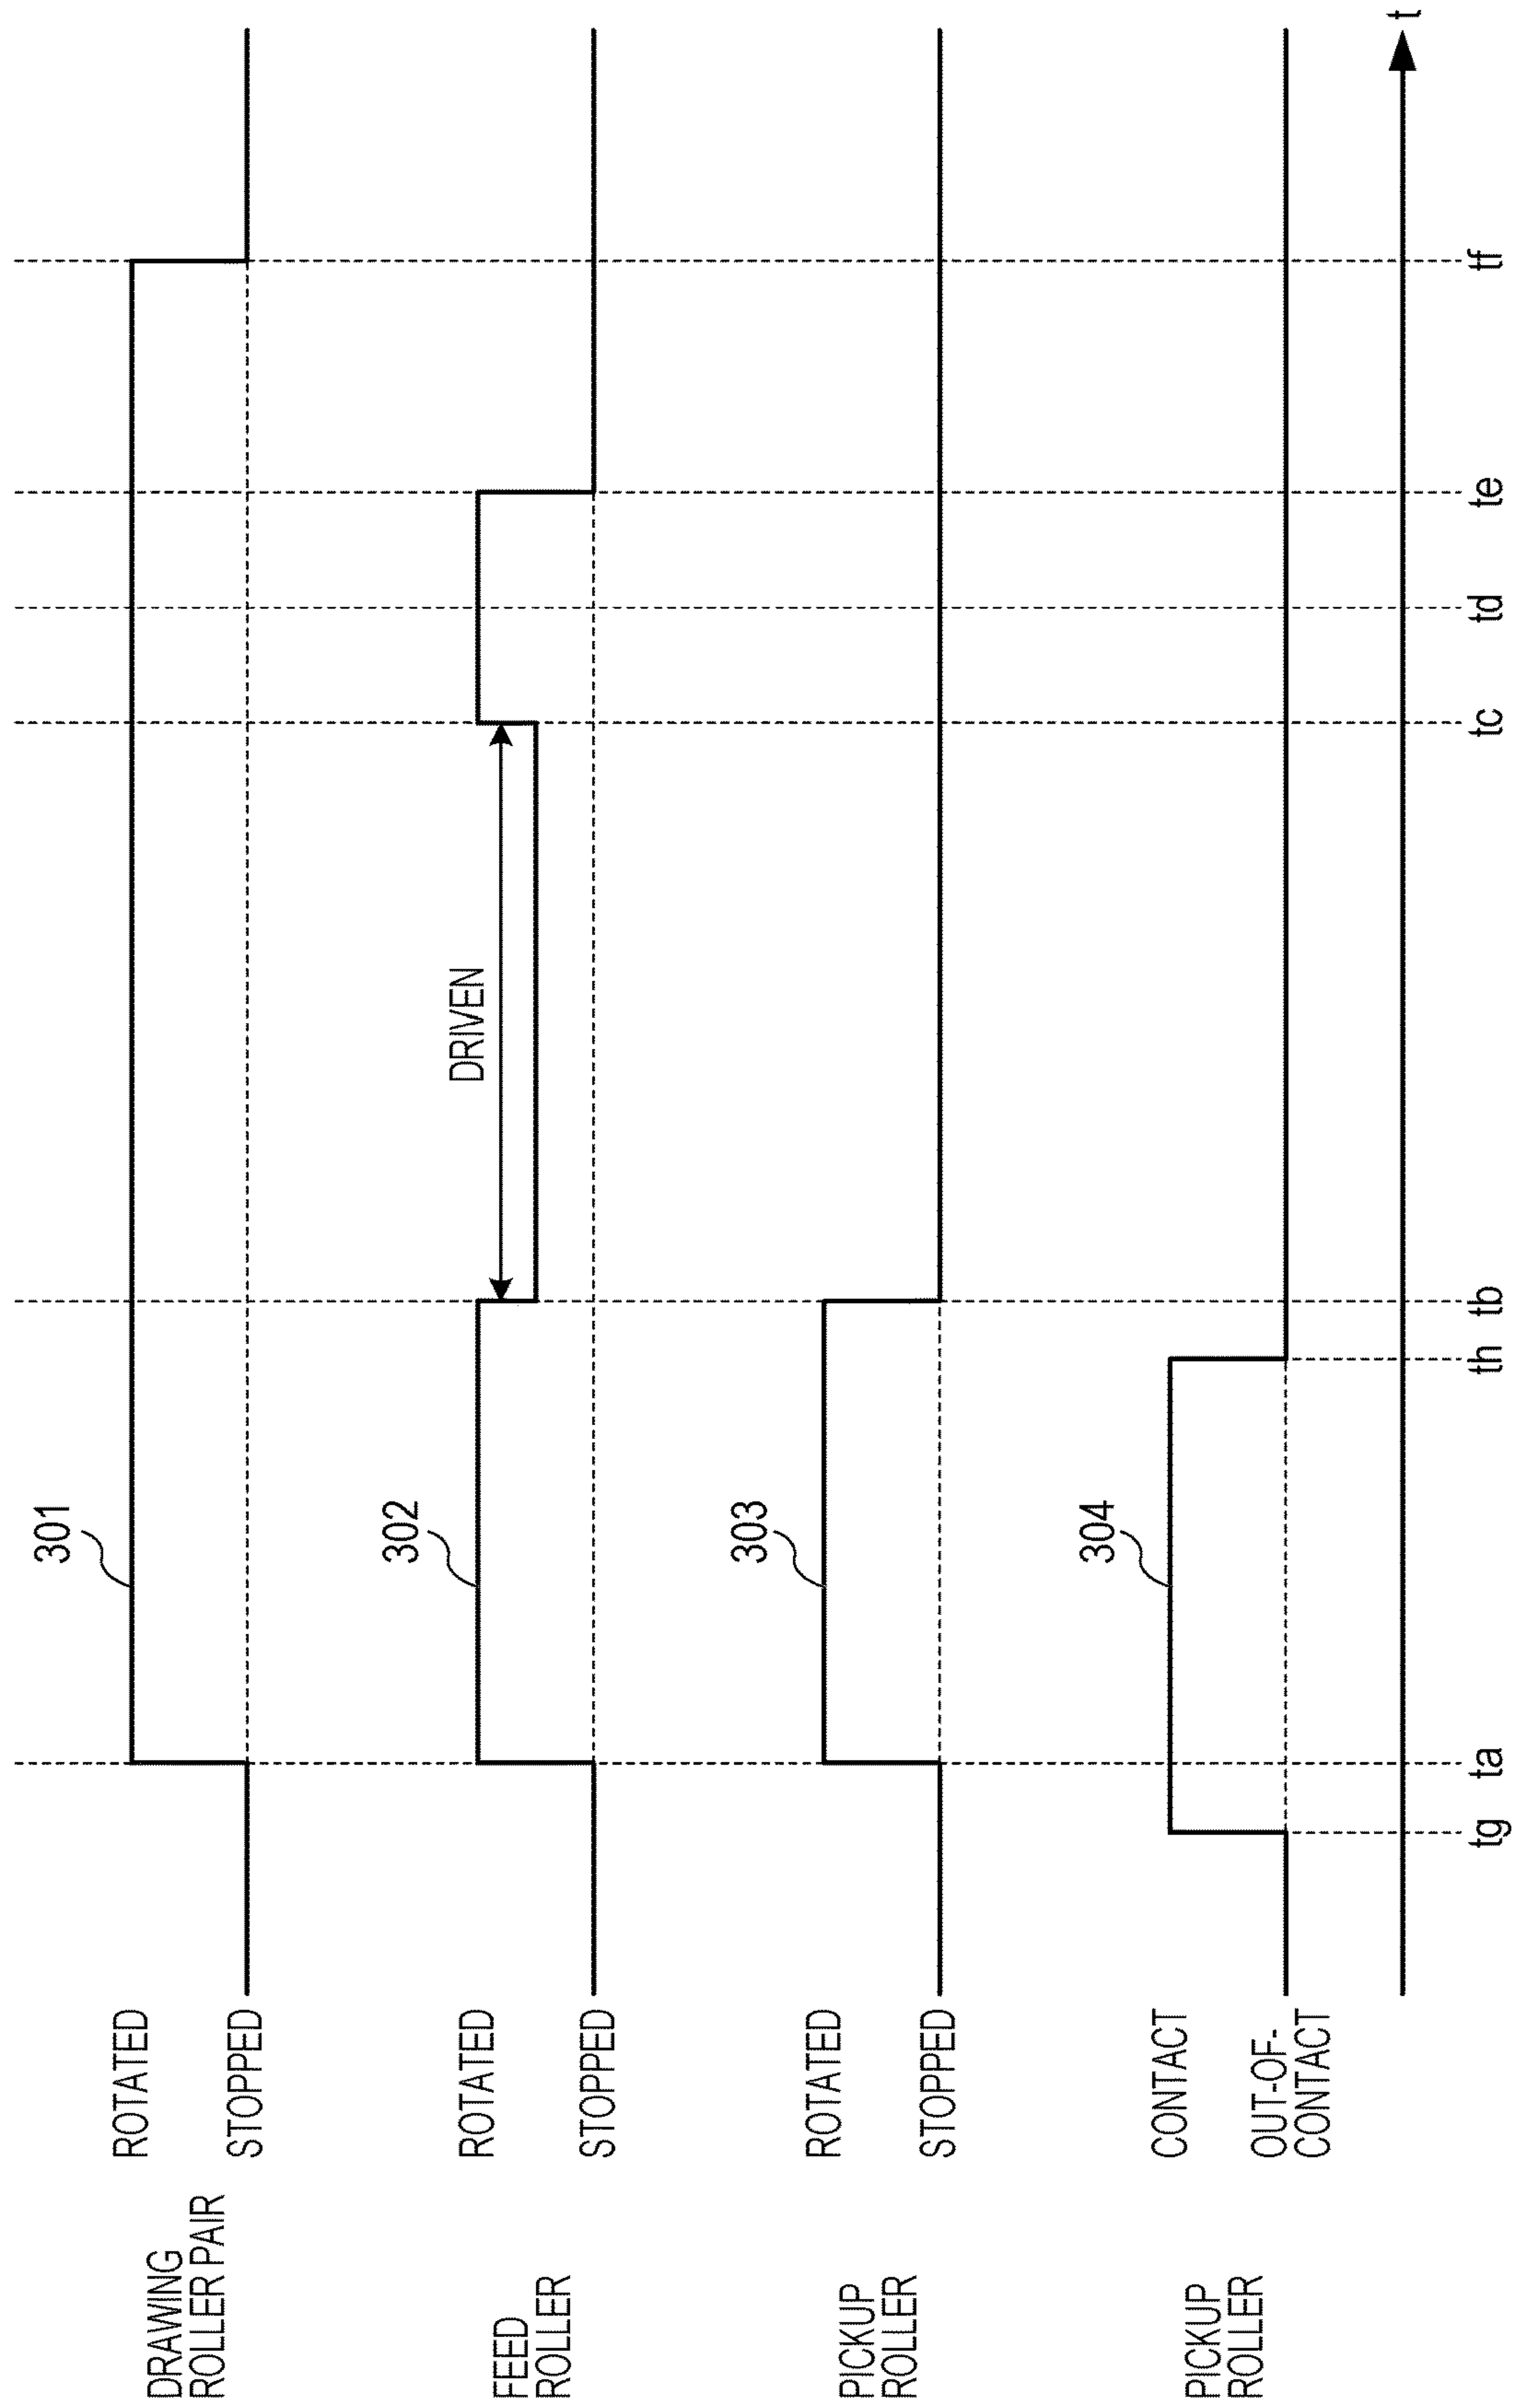 DRAWING
ROLLER PAIR
ROTATED
STOPPED
301
FEED
ROLLER
ROTATED
STOPPED
302
DRIVEN
PICKUP
ROLLER
ROTATED
STOPPED
303
PICKUP
ROLLER
CONTACT
OUT-OF-
CONTACT
304
t
tg
ta
th
tb
tc
td
te
tf